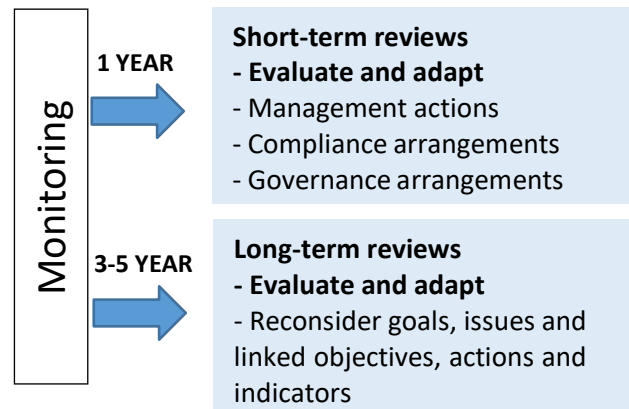 Monitoring
1 YEAR
Short-term reviews
- Evaluate and adapt
- Management actions
- Compliance arrangements
- Governance arrangements
3-5 YEAR
Long-term reviews
- Evaluate and adapt
- Reconsider goals, issues and
linked objectives, actions and
indicators